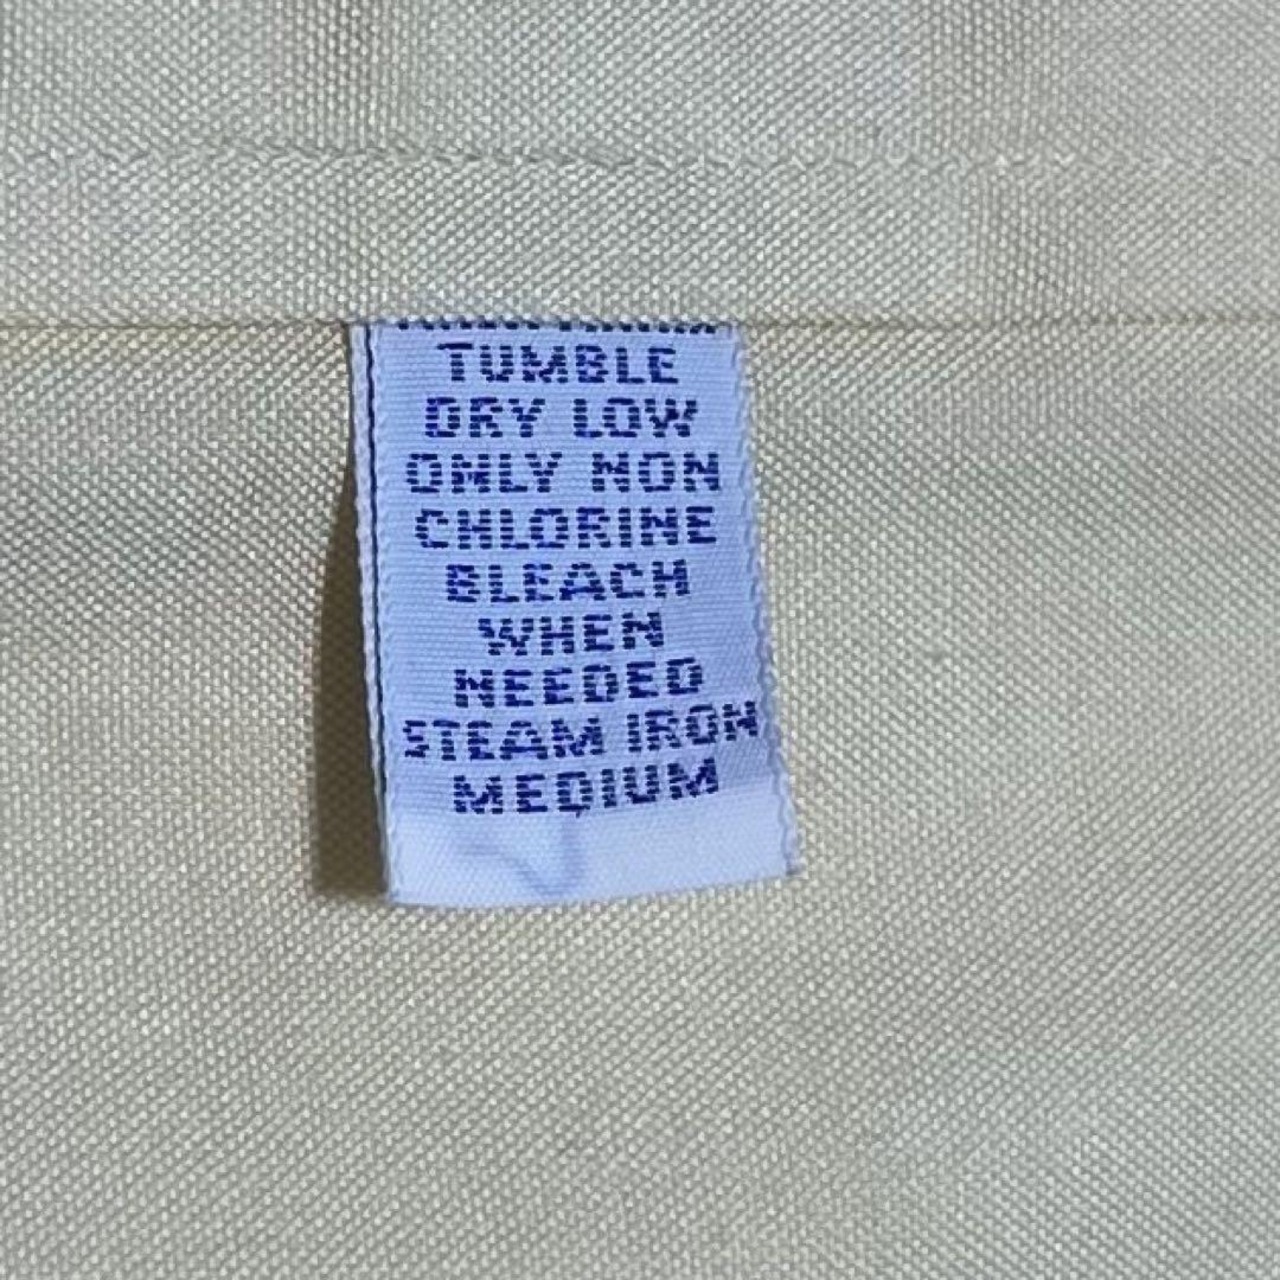 TUMBLE
DRY LOW
ONLY NON
CHLORINE
BLEACH
WHEN
NEEDED
STEAM IRON
MEDIUM